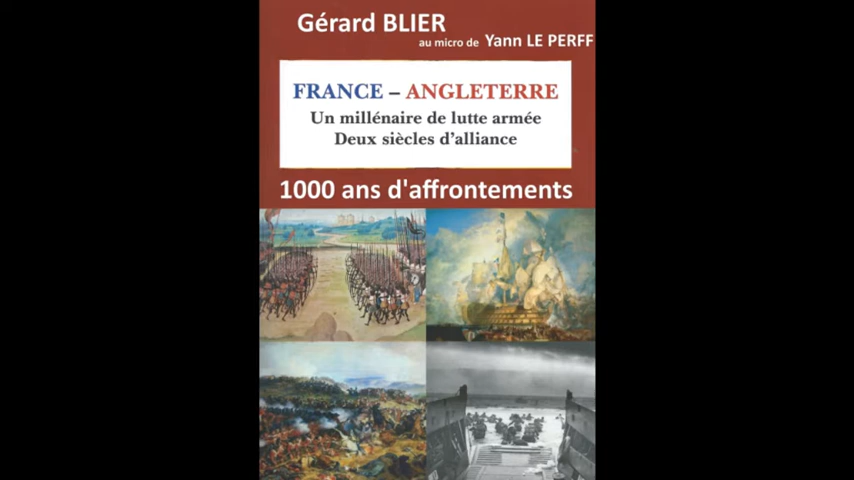 Gérard BLIER
au micro de Yann LE PERFF
FRANCE – ANGLETERRE
Un millénaire de lutte armée
Deux siècles d'alliance
1000 ans d'affrontements